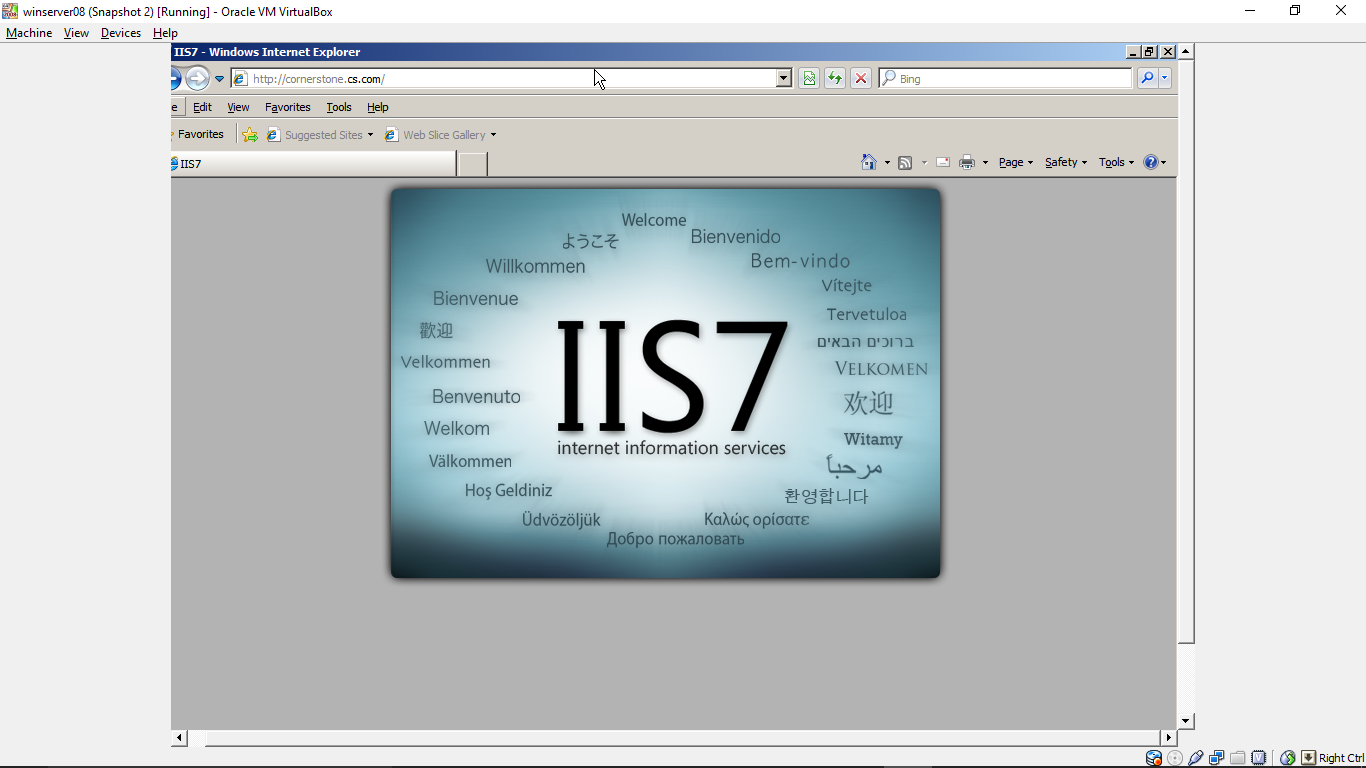 winserver08 (Snapshot 2) [Running] - Oracle VM VirtualBox
Machine View Devices Help
IIS7 - Windows Internet Explorer
http://cornerstone.cs.com/
Bing
e Edit View Favorites Tools Help
Favorites Suggested Sites Web Slice Gallery
IIS7
Page Safety Tools
Welcome
ようこそ
Bienvenido
Willkommen
Bem-vindo
Bienvenue
Vítejte
歡迎
Tervetuloa
Velkommen
ברוכים הבאים
VELKOMEN
Benvenuto
欢迎
Welkom
Witamy
Välkommen
مرحباً
Hoş Geldiniz
환영합니다
Üdvözöljük
Καλώς ορίσατε
Добро пожаловать
IIS7
internet information services
Right Ctrl